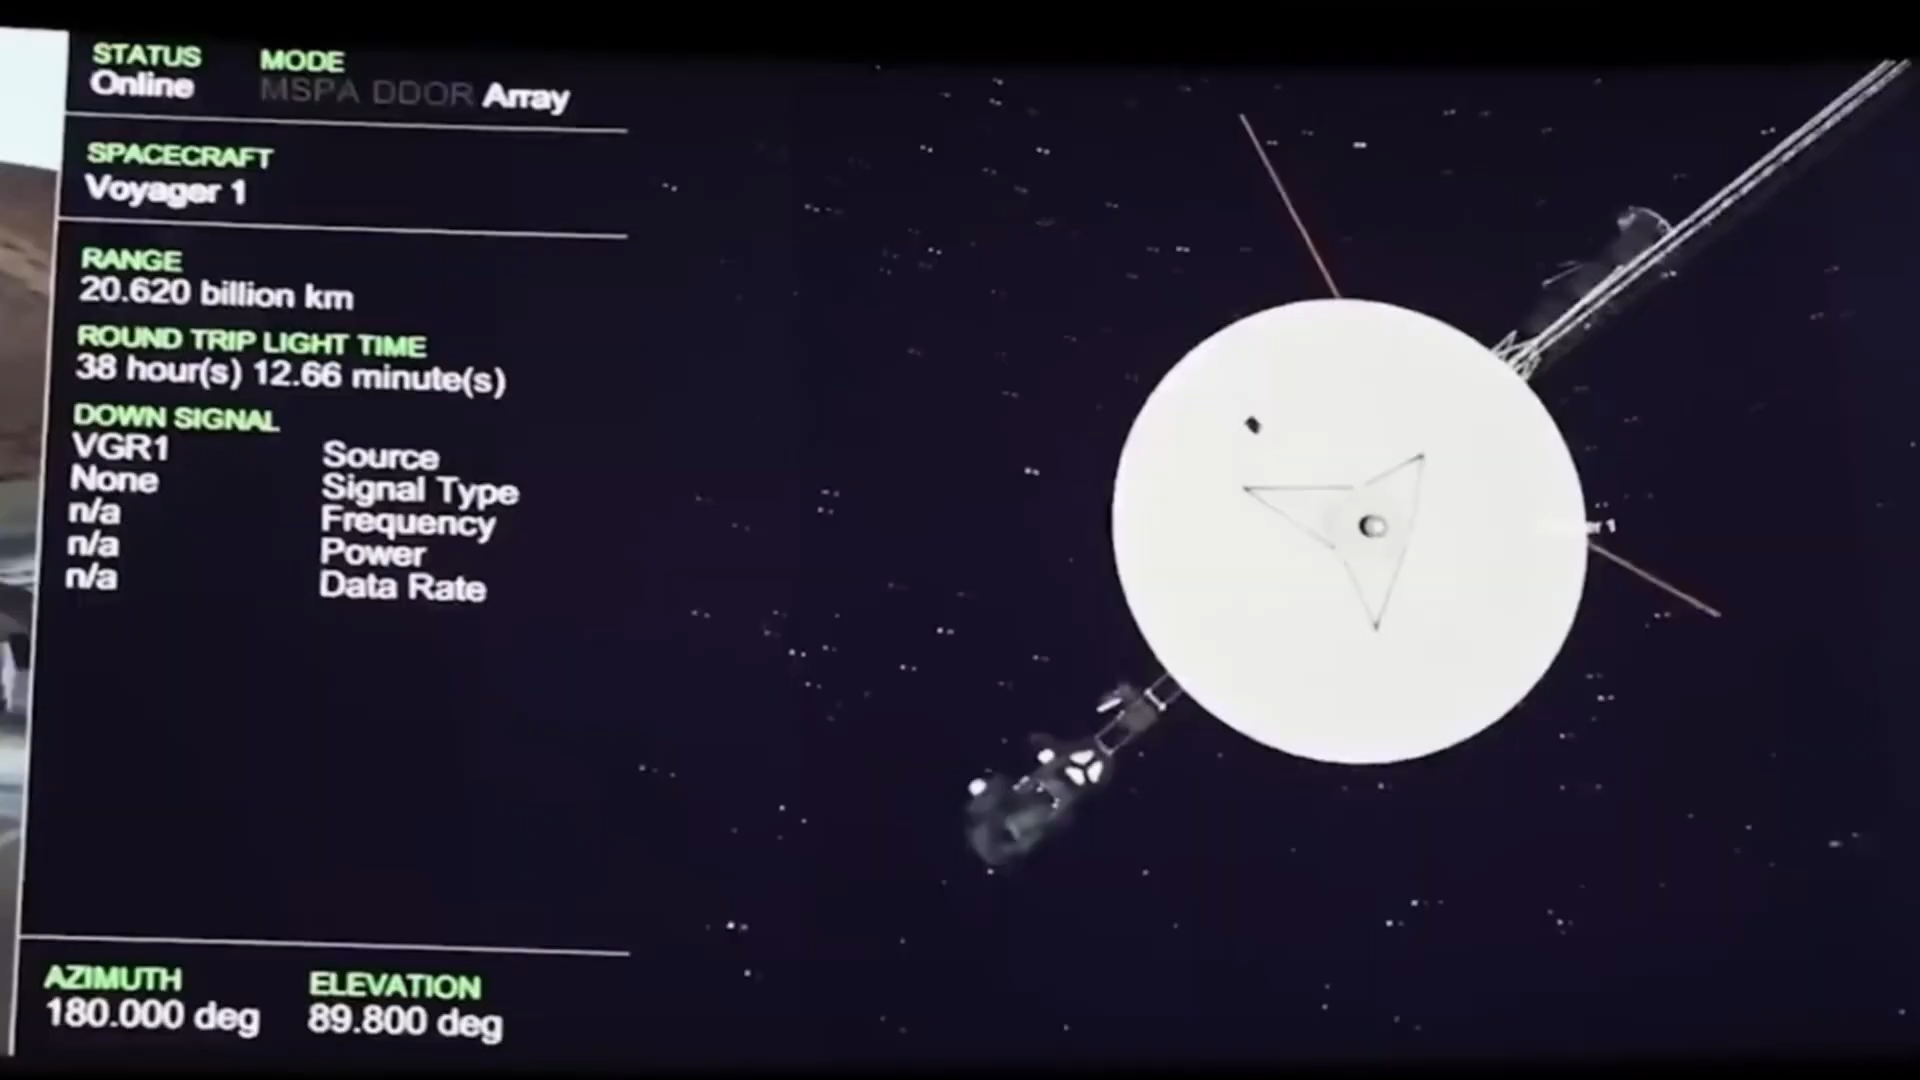 STATUS MODE
Online MSPA DDOR Array
SPACECRAFT
Voyager 1
RANGE
20.620 billion km
ROUND TRIP LIGHT TIME
38 hour(s) 12.66 minute(s)
DOWN SIGNAL
VGR1 Source
None Signal Type
n/a Frequency
n/a Power
n/a Data Rate
AZIMUTH ELEVATION
180.000 deg 89.800 deg